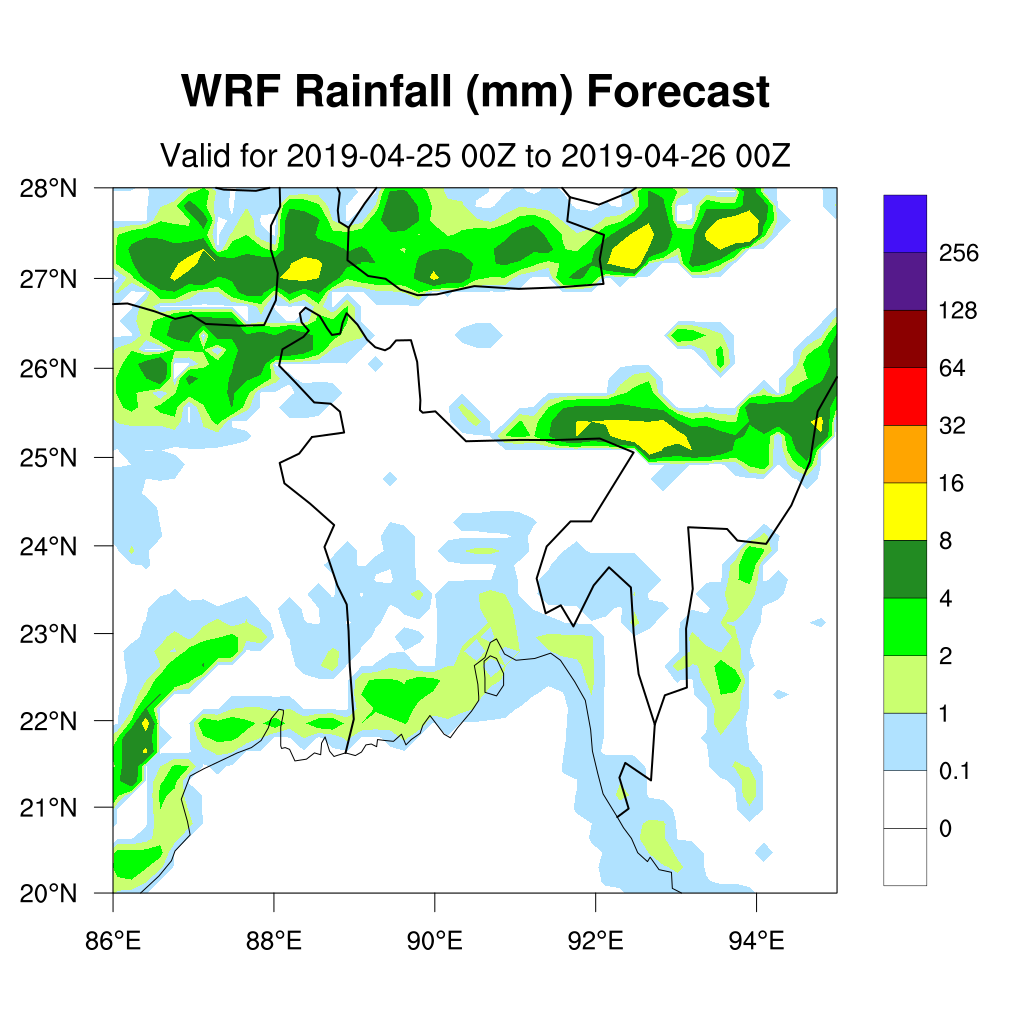 WRF Rainfall (mm) Forecast
Valid for 2019-04-25 00Z to 2019-04-26 00Z
28°N
27°N
26°N
25°N
24°N
23°N
22°N
21°N
20°N
86°E 88°E 90°E 92°E 94°E
256
128
64
32
16
8
4
2
1
0.1
0